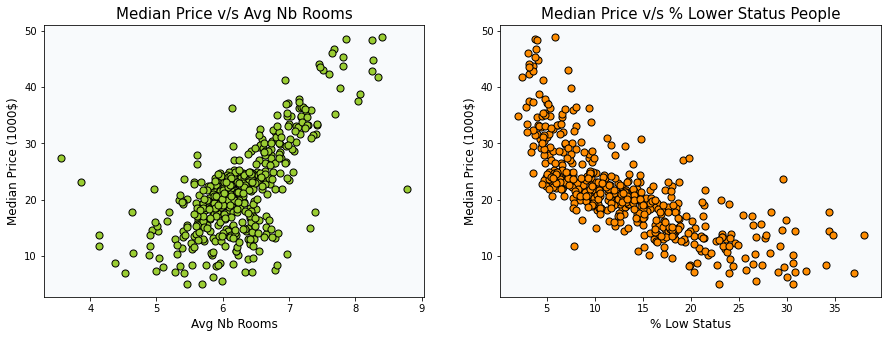 Median Price v/s Avg Nb Rooms
50
40
30
20
10
Median Price (1000$)
4 5 6 7 8 9
Avg Nb Rooms
Median Price v/s % Lower Status People
50
40
30
20
10
Median Price (1000$)
5 10 15 20 25 30 35
% Low Status